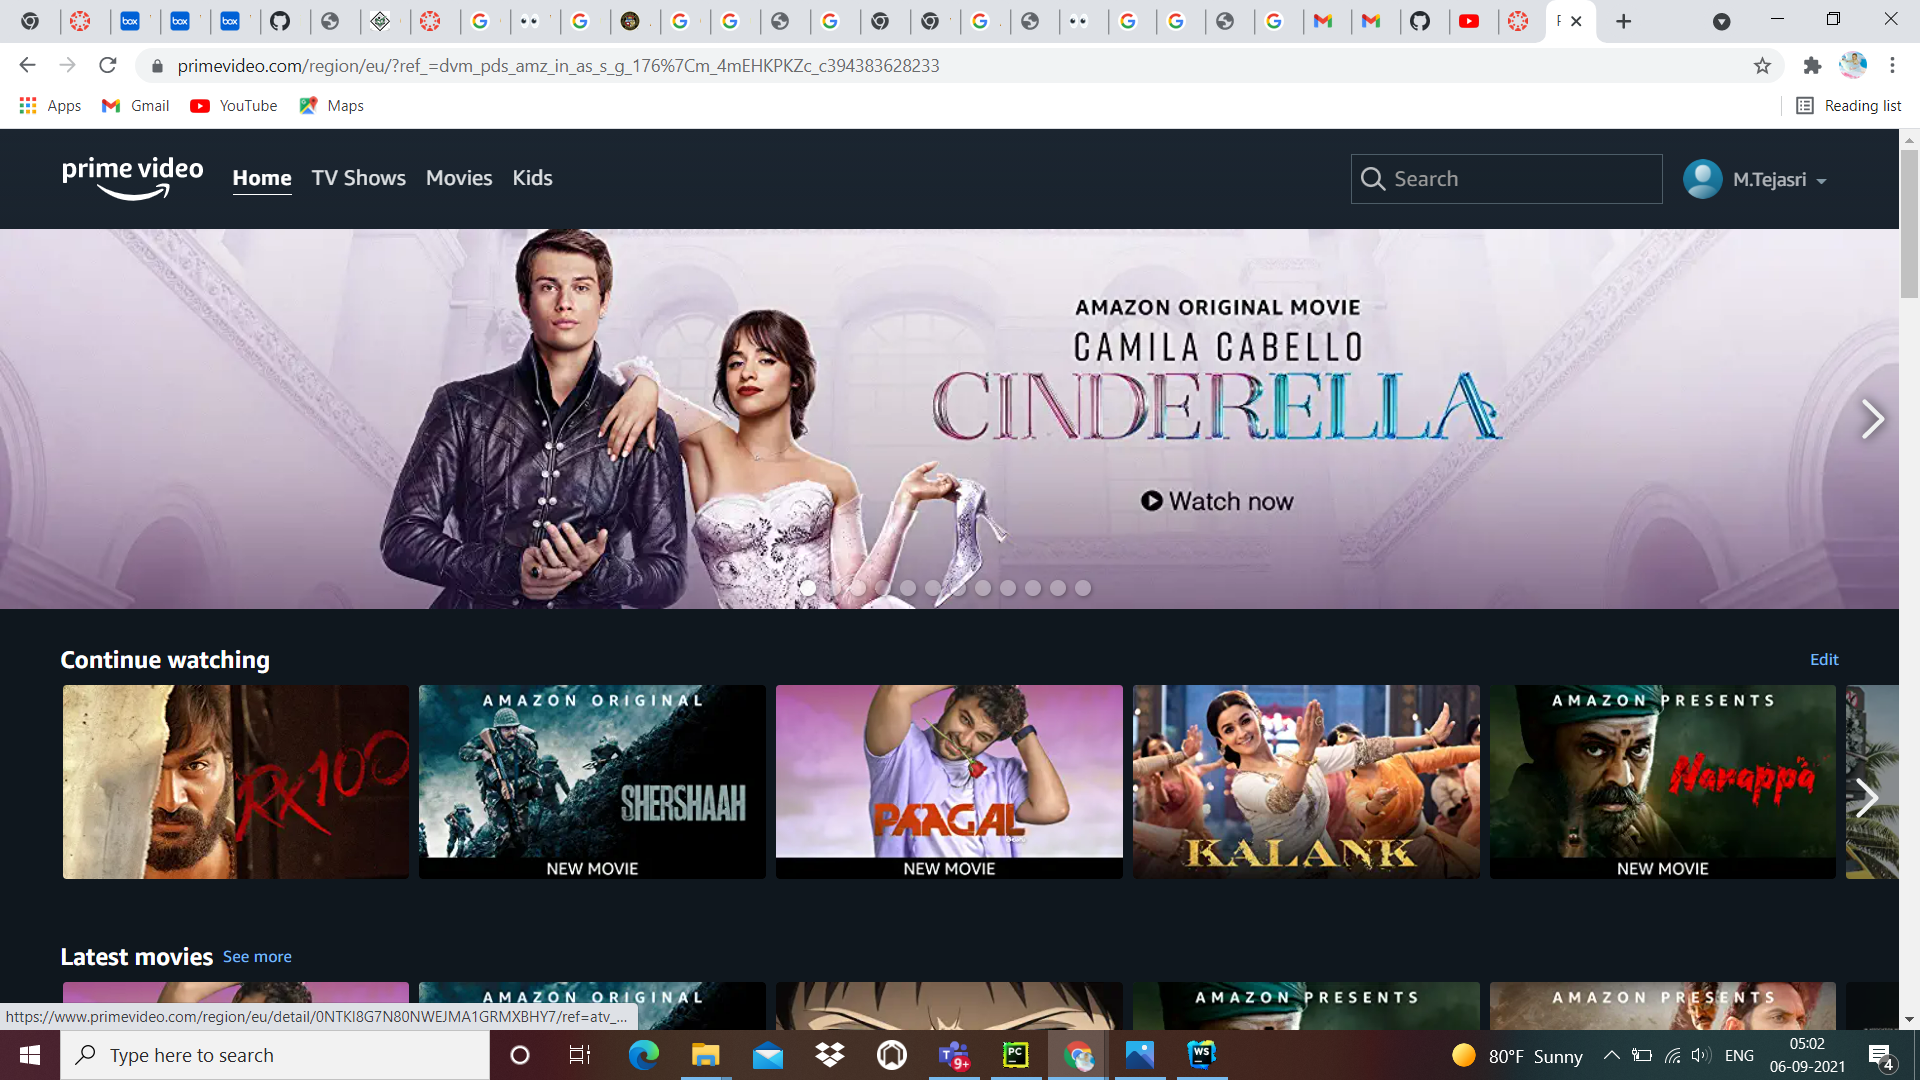 primevideo.com/region/eu/?ref_=dvm_pds_amz_in_as_s_g_176%7Cm_4mEHKPKZc_c394383628233
Apps Gmail YouTube Maps Reading list
prime video Home TV Shows Movies Kids Search M.Tejasri
AMAZON ORIGINAL MOVIE
CAMILA CABELLO
CINDERELLA
Watch now
Continue watching Edit
RX100
AMAZON ORIGINAL
SHERSHAAH
NEW MOVIE
PAAGAL
NEW MOVIE
KALANK
AMAZON PRESENTS
Narappa
NEW MOVIE
Latest movies See more
AMAZON ORIGINAL AMAZON PRESENTS AMAZON PRESENTS
https://www.primevideo.com/region/eu/detail/0NTKI8G7N80NWEJMA1GRMXBHY7/ref=atv_...
Type here to search 9+ PC WS 80°F Sunny ENG 05:02
06-09-2021 4